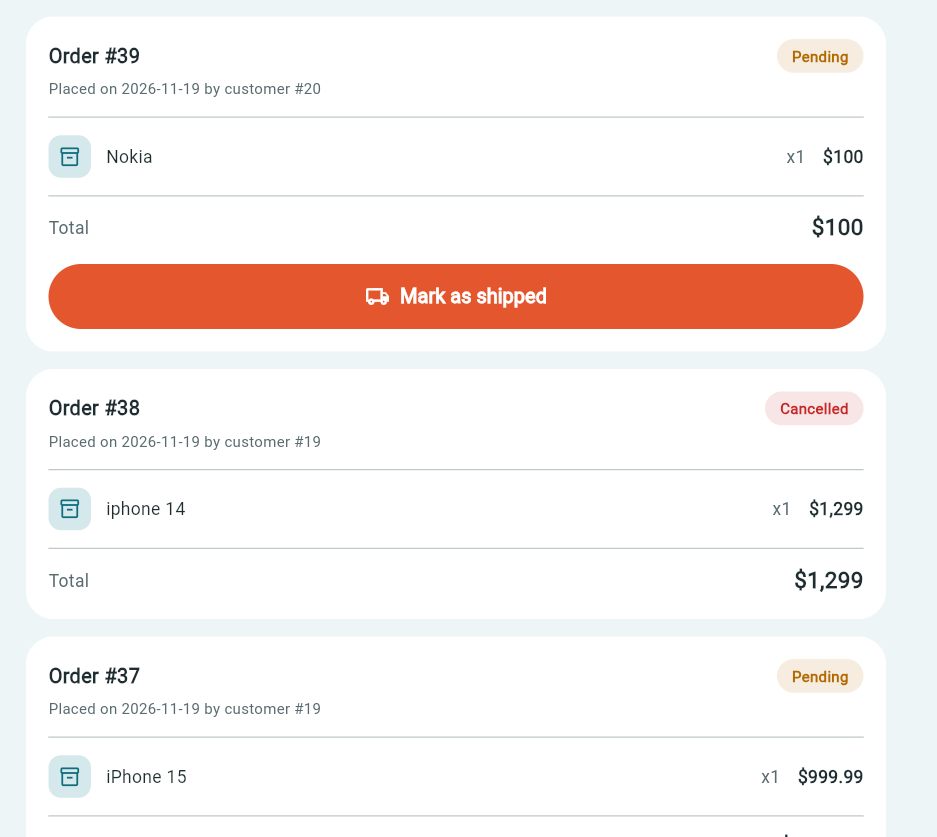 Order #39
Pending
Placed on 2026-11-19 by customer #20
Nokia x1 $100
Total $100
Mark as shipped
Order #38
Cancelled
Placed on 2026-11-19 by customer #19
iphone 14 x1 $1,299
Total $1,299
Order #37
Pending
Placed on 2026-11-19 by customer #19
iPhone 15 x1 $999.99